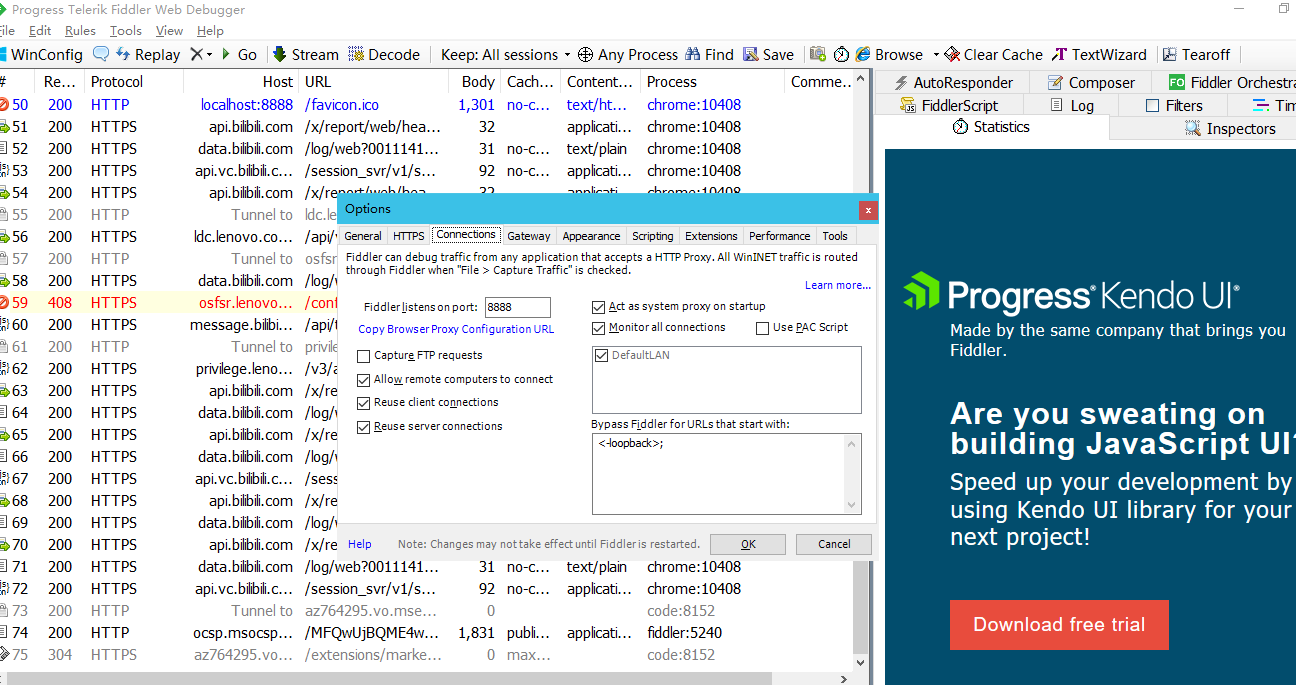 Progress Telerik Fiddler Web Debugger
File Edit Rules Tools View Help
WinConfig Replay Go Stream Decode Keep: All sessions Any Process Find Save Browse Clear Cache TextWizard Tearoff
# Re... Protocol Host URL Body Cach... Content... Process Comme...
50 200 HTTP localhost:8888 /favicon.ico 1,301 no-c... text/ht... chrome:10408
51 200 HTTPS api.bilibili.com /x/report/web/hea... 32 applicati... chrome:10408
52 200 HTTPS data.bilibili.com /log/web?0011141... 31 no-c... text/plain chrome:10408
53 200 HTTPS api.vc.bilibili.c... /session_svr/v1/s... 92 no-c... applicati... chrome:10408
54 200 HTTPS api.bilibili.com /x/report/web/hea... 32 applicati... chrome:10408
55 200 HTTP Tunnel to ldc.le
56 200 HTTPS ldc.lenovo.co... /api/
57 200 HTTP Tunnel to osfsr
58 200 HTTPS data.bilibili.com /log/
59 408 HTTPS osfsr.lenovo... /conf
60 200 HTTPS message.bilibi... /api/t
61 200 HTTP Tunnel to privile
62 200 HTTPS privilege.leno... /v3/a
63 200 HTTPS api.bilibili.com /x/re
64 200 HTTPS data.bilibili.com /log/
65 200 HTTPS api.bilibili.com /x/re
66 200 HTTPS data.bilibili.com /log/
67 200 HTTPS api.vc.bilibili.c... /sess
68 200 HTTPS api.bilibili.com /x/re
69 200 HTTPS data.bilibili.com /log/
70 200 HTTPS api.bilibili.com /x/re
71 200 HTTPS data.bilibili.com /log/web?0011141... 31 no-c... text/plain chrome:10408
72 200 HTTPS api.vc.bilibili.c... /session_svr/v1/s... 92 no-c... applicati... chrome:10408
73 200 HTTP Tunnel to az764295.vo.mse... 0 code:8152
74 200 HTTP ocsp.msocsp... /MFQwUjBQME4w... 1,831 publi... applicati... fiddler:5240
75 304 HTTPS az764295.vo... /extensions/marke... 0 max... code:8152
Options
x
General HTTPS Connections Gateway Appearance Scripting Extensions Performance Tools
Fiddler can debug traffic from any application that accepts a HTTP Proxy. All WinINET traffic is routed
through Fiddler when "File > Capture Traffic" is checked.
Learn more...
Fiddler listens on port: 8888
Copy Browser Proxy Configuration URL
Capture FTP requests
Allow remote computers to connect
Reuse client connections
Reuse server connections
Act as system proxy on startup
Monitor all connections Use PAC Script
DefaultLAN
Bypass Fiddler for URLs that start with:
<-loopback>;
Help Note: Changes may not take effect until Fiddler is restarted. OK Cancel
AutoResponder Composer FO Fiddler Orchestra
FiddlerScript Log Filters Tim
Statistics Inspectors
Progress® Kendo UI®
Made by the same company that brings you
Fiddler.
Are you sweating on
building JavaScript UI?
Speed up your development by
using Kendo UI library for your
next project!
Download free trial